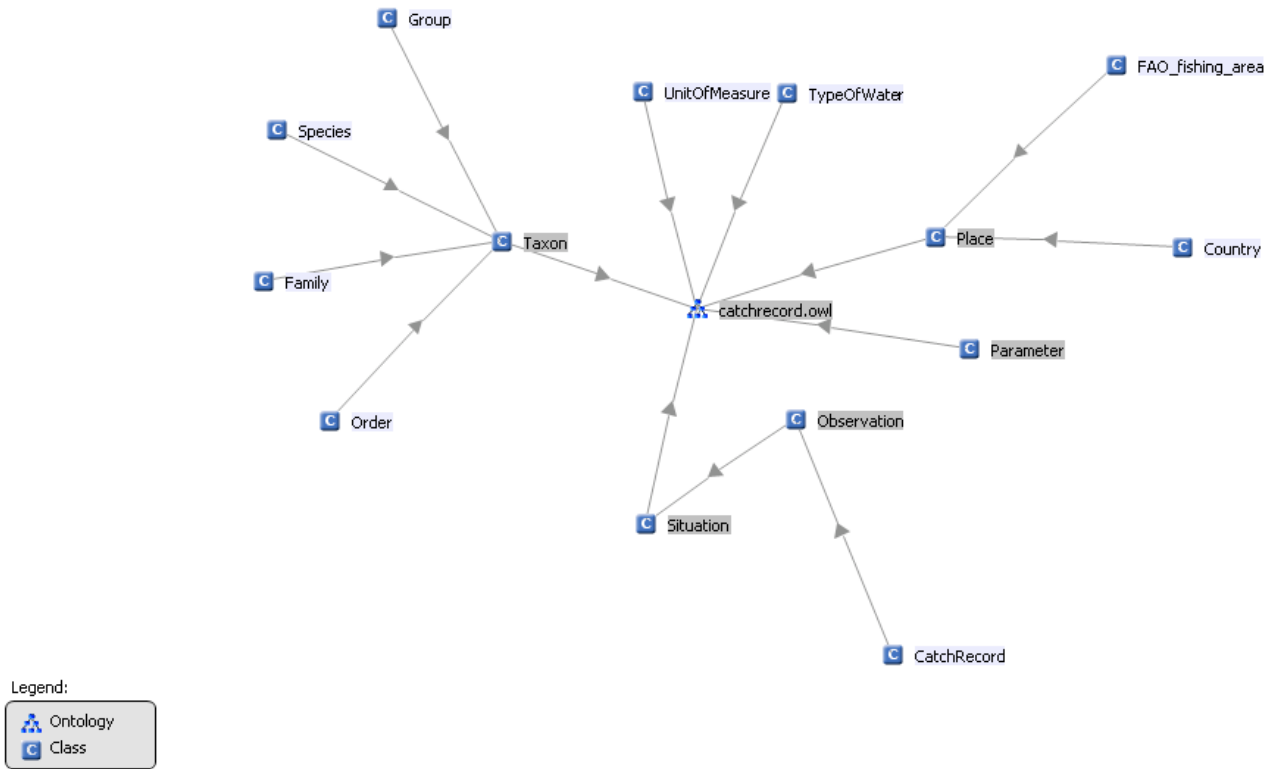 Group
FAO_fishing_area
UnitOfMeasure
TypeOfWater
Species
Taxon
Place
Country
Family
catchrecord.owl
Parameter
Order
Observation
Situation
CatchRecord
Legend:
Ontology
C Class